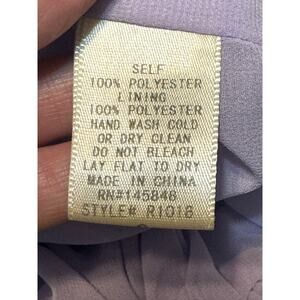 SELF
100% POLYESTER
LINING
100% POLYESTER
HAND WASH COLD
OR DRY CLEAN
DO NOT BLEACH
LAY FLAT TO DRY
MADE IN CHINA
RN#145846
STYLE# R1018